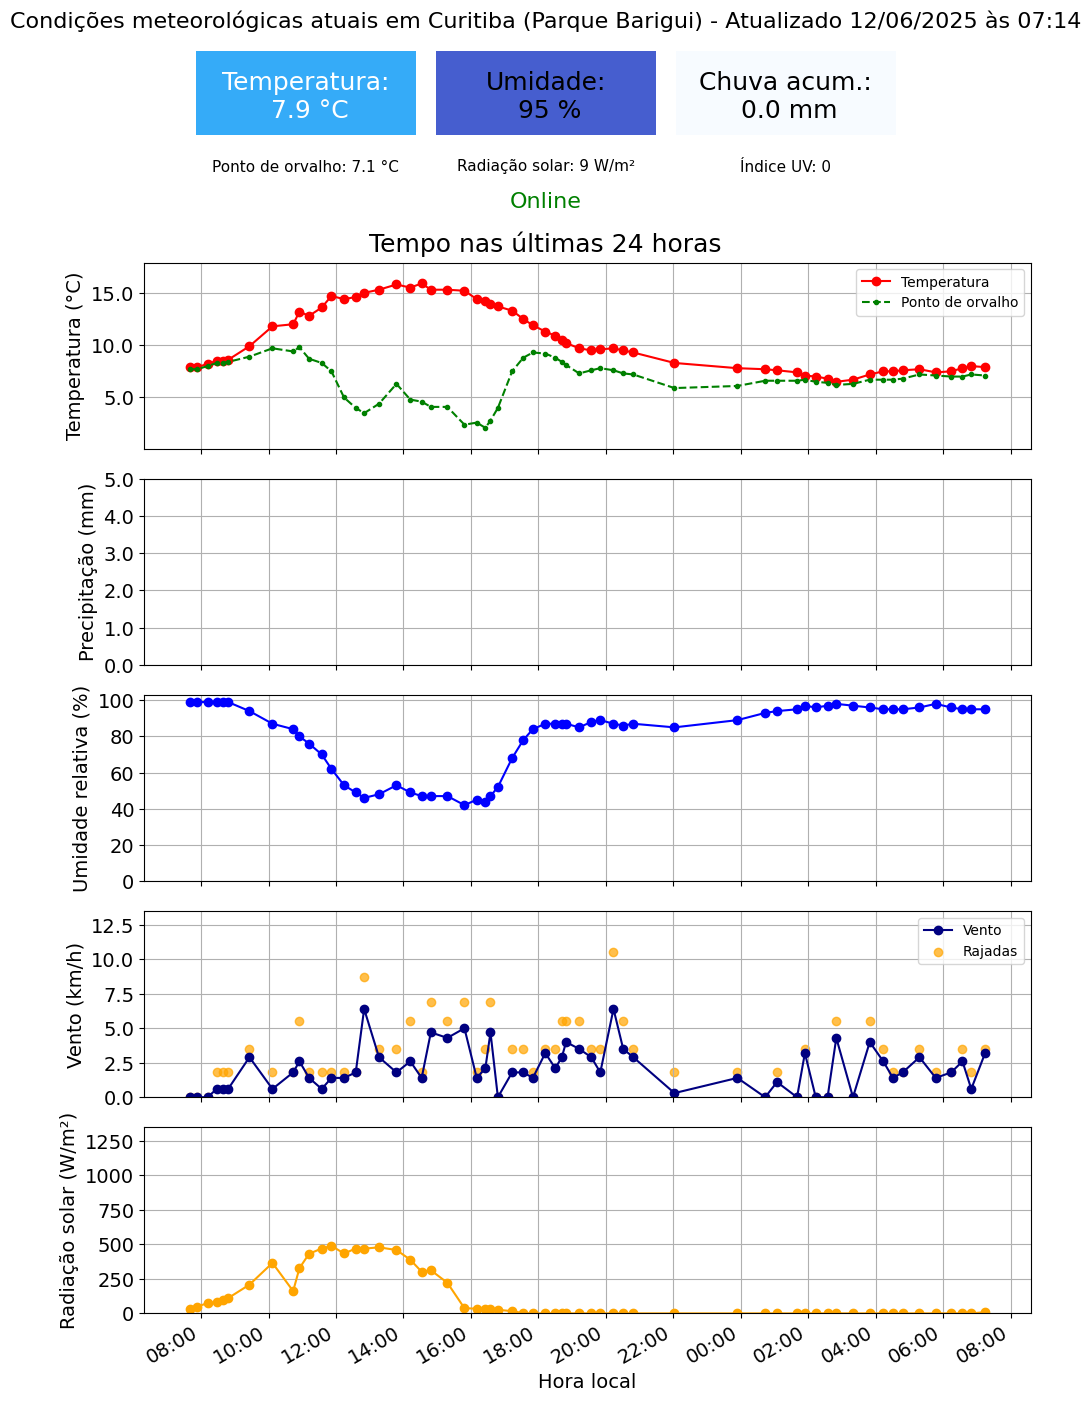 Condições meteorológicas atuais em Curitiba (Parque Barigui) - Atualizado 12/06/2025 às 07:14
Temperatura:
7.9 °C
Umidade:
95 %
Chuva acum.:
0.0 mm
Ponto de orvalho: 7.1 °C
Radiação solar: 9 W/m²
Índice UV: 0
Online
Tempo nas últimas 24 horas
Temperatura (°C)
15.0
10.0
5.0
Temperatura
Ponto de orvalho
Precipitação (mm)
5.0
4.0
3.0
2.0
1.0
0.0
Umidade relativa (%)
100
80
60
40
20
0
Vento (km/h)
12.5
10.0
7.5
5.0
2.5
0.0
Vento
Rajadas
Radiação solar (W/m²)
1250
1000
750
500
250
0
08:00
10:00
12:00
14:00
16:00
18:00
20:00
22:00
00:00
02:00
04:00
06:00
08:00
Hora local